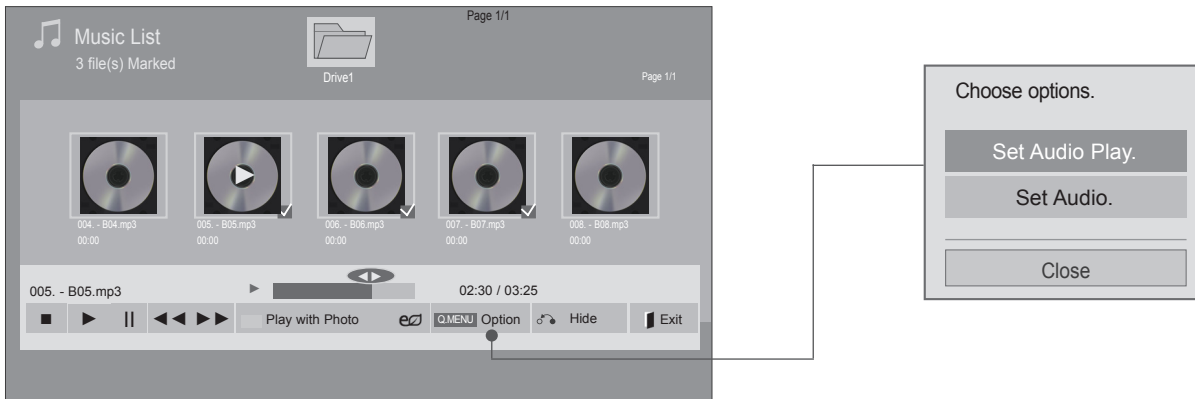 Page 1/1
Music List
3 file(s) Marked
Drive1
Page 1/1
004. - B04.mp3
00:00
005. - B05.mp3
00:00
006. - B06.mp3
00:00
007. - B07.mp3
00:00
008. - B08.mp3
00:00
005. - B05.mp3
02:30 / 03:25
Play with Photo
Q.MENU Option
Hide
Exit
Choose options.
Set Audio Play.
Set Audio.
Close